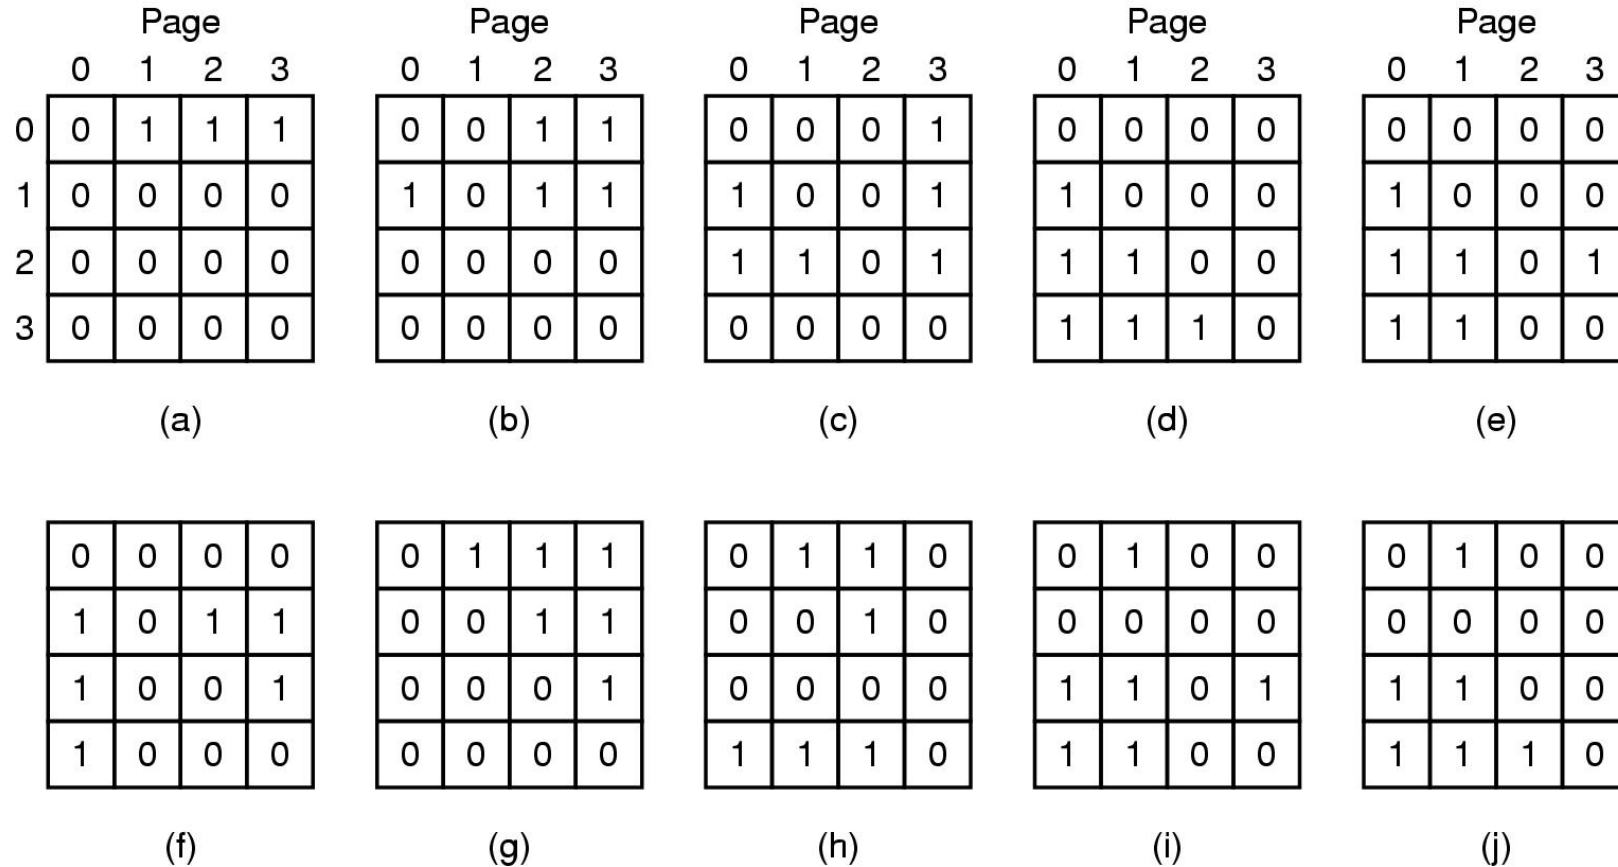 Page Page Page Page Page
0 1 2 3 0 1 2 3 0 1 2 3 0 1 2 3 0 1 2 3
0 0 1 1 1 0 0 1 1 0 0 0 1 0 0 0 0 0 0 0 0
1 0 0 0 0 1 0 1 1 1 0 0 1 1 0 0 0 1 0 0 0
2 0 0 0 0 0 0 0 0 1 1 0 1 1 1 0 0 1 1 0 1
3 0 0 0 0 0 0 0 0 0 0 0 0 1 1 1 0 1 1 0 0
(a) (b) (c) (d) (e)
0 0 0 0 0 1 1 1 0 1 1 0 0 1 0 0 0 1 0 0
1 0 1 1 0 0 1 1 0 0 1 0 0 0 0 0 0 0 0 0
1 0 0 1 0 0 0 1 0 0 0 0 1 1 0 1 1 1 0 0
1 0 0 0 0 0 0 0 1 1 1 0 1 1 0 0 1 1 1 0
(f) (g) (h) (i) (j)